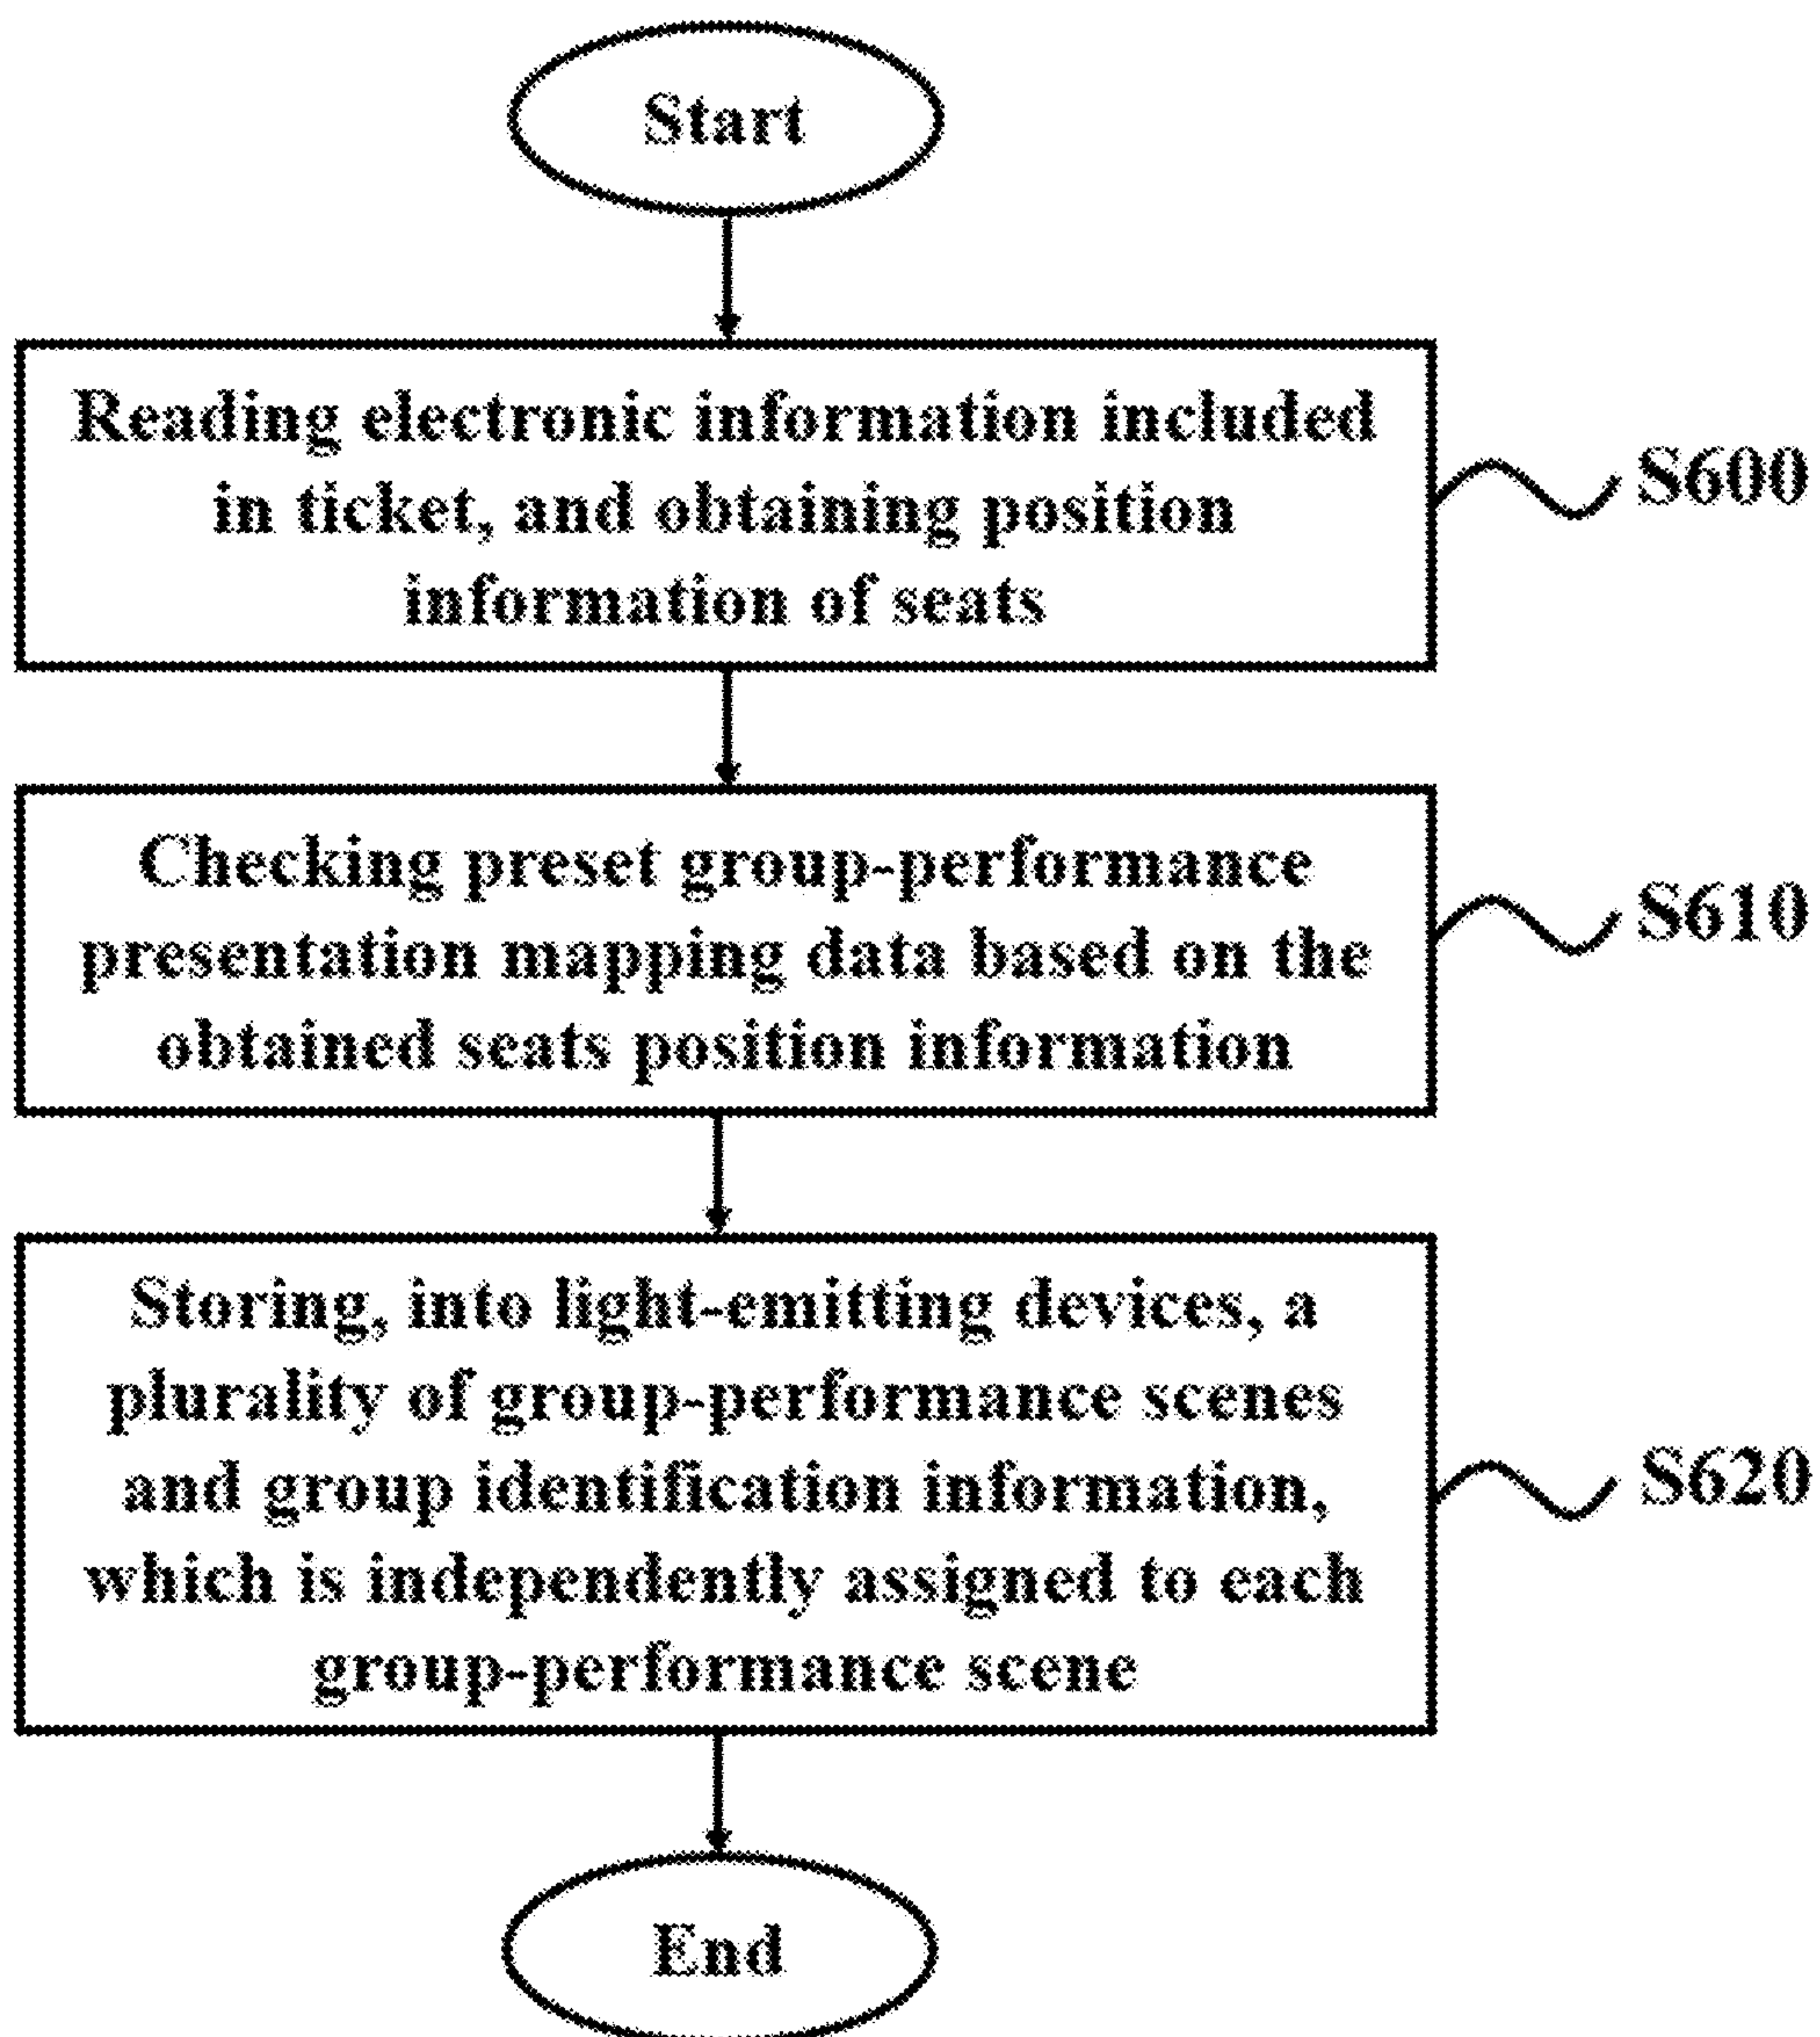 Start
Reading electronic information included
in ticket, and obtaining position
information of seats
S600
Checking preset group-performance
presentation mapping data based on the
obtained seats position information
S610
Storing, into light-emitting devices, a
plurality of group-performance scenes
and group identification information,
which is independently assigned to each
group-performance scene
S620
End